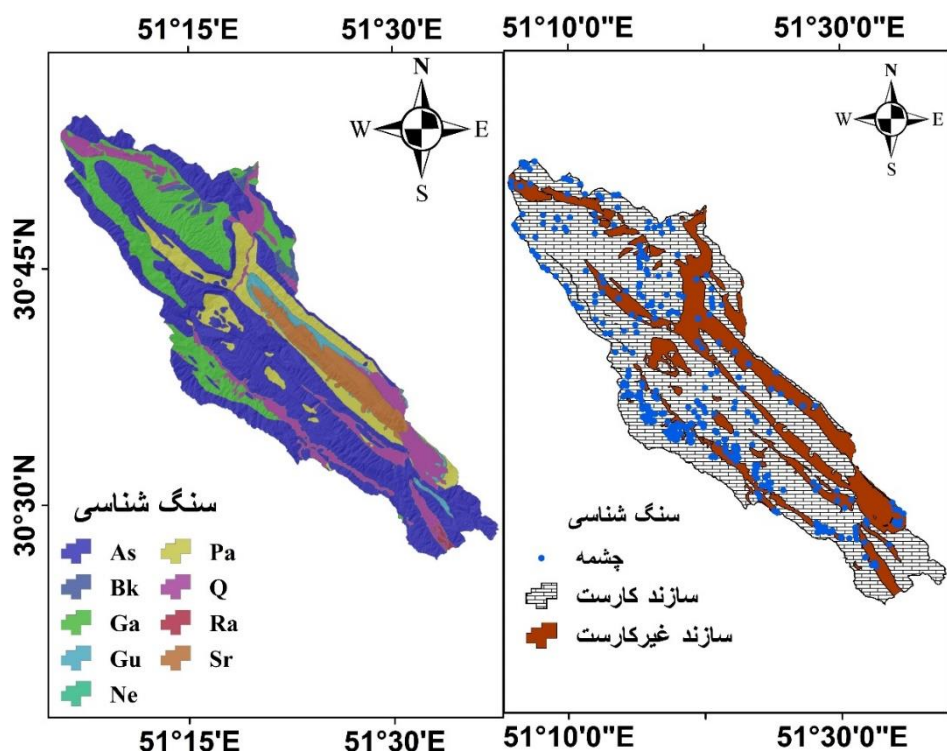 51°15'E 51°30'E
N
W E
S
30°45'N
30°30'N
سنگ شناسی
As Pa
Bk Q
Ga Ra
Gu Sr
Ne
51°15'E 51°30'E
51°10'0"E 51°30'0"E
N
W E
S
سنگ شناسی
چشمه
سازند کارست
سازند غیرکارست
51°10'0"E 51°30'0"E